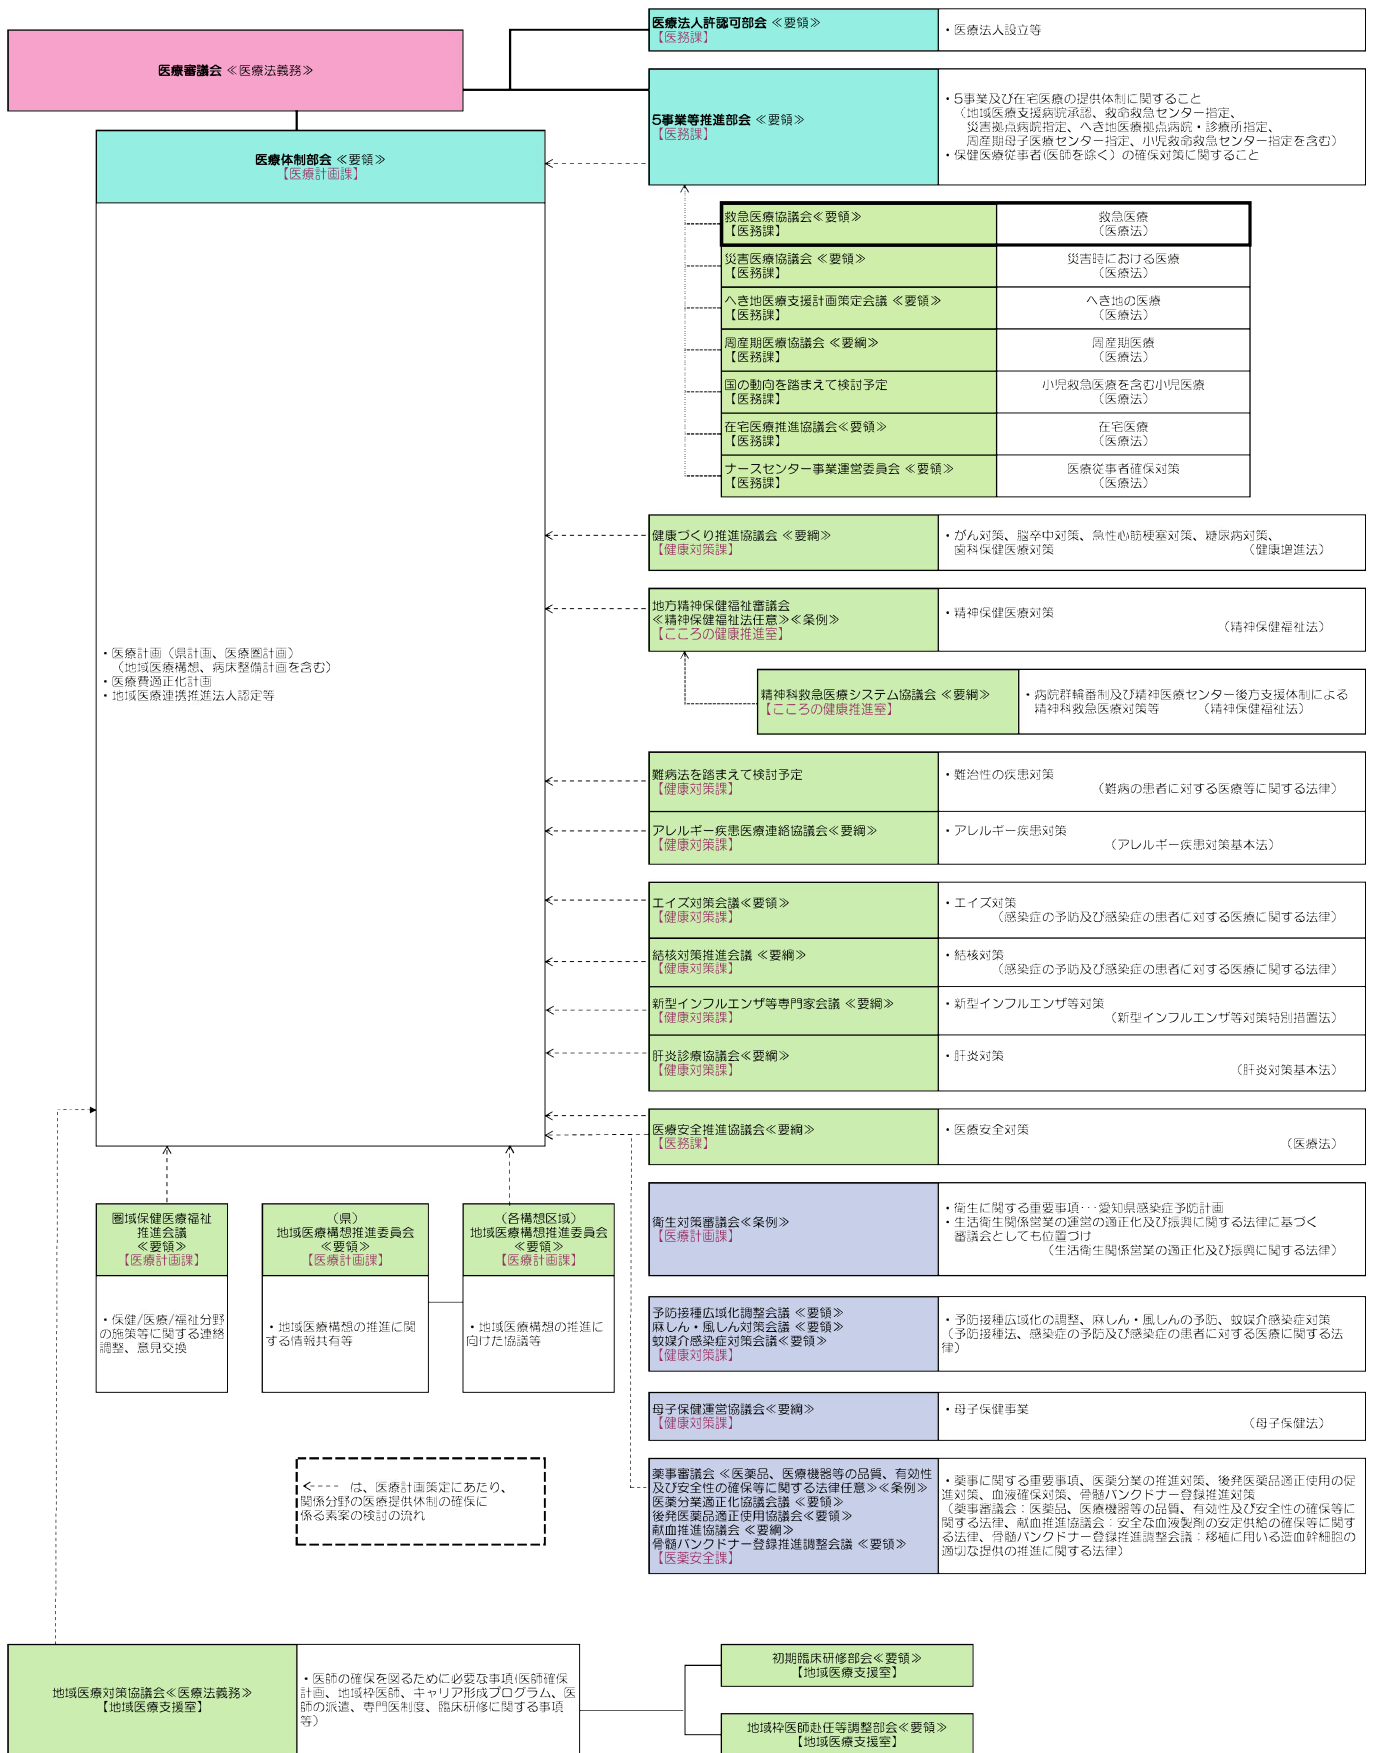 医療審議会 ≪医療法義務≫
医療法人許認可部会 ≪要領≫
【医務課】
・医療法人設立等
5事業等推進部会 ≪要領≫
【医務課】
・5事業及び在宅医療の提供体制に関すること
（地域医療支援病院承認、救命救急センター指定、
災害拠点病院指定、へき地医療拠点病院・診療所指定、
周産期母子医療センター指定、小児救命救急センター指定を含む）
・保健医療従事者(医師を除く）の確保対策に関すること
医療体制部会 ≪要領≫
【医療計画課】
・医療計画（県計画、医療圏計画）
（地域医療構想、病床整備計画を含む）
・医療費適正化計画
・地域医療連携推進法人認定等
救急医療協議会≪要領≫
【医務課】
救急医療
（医療法）
災害医療協議会 ≪要領≫
【医務課】
災害時における医療
（医療法）
へき地医療支援計画策定会議 ≪要領≫
【医務課】
へき地の医療
（医療法）
周産期医療協議会 ≪要綱≫
【医務課】
周産期医療
（医療法）
国の動向を踏まえて検討予定
【医務課】
小児救急医療を含む小児医療
（医療法）
在宅医療推進協議会≪要領≫
【医務課】
在宅医療
（医療法）
ナースセンター事業運営委員会 ≪要領≫
【医務課】
医療従事者確保対策
（医療法）
健康づくり推進協議会 ≪要綱≫
【健康対策課】
・がん対策、脳卒中対策、急性心筋梗塞対策、糖尿病対策、
歯科保健医療対策 （健康増進法）
地方精神保健福祉審議会
≪精神保健福祉法任意≫≪条例≫
【こころの健康推進室】
・精神保健医療対策
（精神保健福祉法）
精神科救急医療システム協議会 ≪要綱≫
【こころの健康推進室】
・病院群輪番制及び精神医療センター後方支援体制による
精神科救急医療対策等 （精神保健福祉法）
難病法を踏まえて検討予定
【健康対策課】
・難治性の疾患対策
（難病の患者に対する医療等に関する法律）
アレルギー疾患医療連絡協議会≪要綱≫
【健康対策課】
・アレルギー疾患対策
（アレルギー疾患対策基本法）
エイズ対策会議≪要領≫
【健康対策課】
・エイズ対策
（感染症の予防及び感染症の患者に対する医療に関する法律）
結核対策推進会議 ≪要綱≫
【健康対策課】
・結核対策
（感染症の予防及び感染症の患者に対する医療に関する法律）
新型インフルエンザ等専門家会議 ≪要綱≫
【健康対策課】
・新型インフルエンザ等対策
（新型インフルエンザ等対策特別措置法）
肝炎診療協議会≪要綱≫
【健康対策課】
・肝炎対策
（肝炎対策基本法）
医療安全推進協議会≪要綱≫
【医務課】
・医療安全対策
（医療法）
圏域保健医療福祉
推進会議
≪要領≫
【医療計画課】
・保健/医療/福祉分野
の施策等に関する連絡
調整、意見交換
（県）
地域医療構想推進委員会
≪要領≫
【医療計画課】
・地域医療構想の推進に関
する情報共有等
（各構想区域）
地域医療構想推進委員会
≪要領≫
【医療計画課】
・地域医療構想の推進に
向けた協議等
衛生対策審議会≪条例≫
【医療計画課】
・衛生に関する重要事項･･･愛知県感染症予防計画
・生活衛生関係営業の運営の適正化及び振興に関する法律に基づく
審議会としても位置づけ
（生活衛生関係営業の適正化及び振興に関する法律）
予防接種広域化調整会議 ≪要領≫
麻しん・風しん対策会議 ≪要領≫
蚊媒介感染症対策会議≪要領≫
【健康対策課】
・予防接種広域化の調整、麻しん・風しんの予防、蚊媒介感染症対策
（予防接種法、感染症の予防及び感染症の患者に対する医療に関する法
律）
母子保健運営協議会≪要綱≫
【健康対策課】
・母子保健事業
（母子保健法）
は、医療計画策定にあたり、
関係分野の医療提供体制の確保に
係る素案の検討の流れ
薬事審議会 ≪医薬品、医療機器等の品質、有効性
及び安全性の確保等に関する法律任意≫≪条例≫
医薬分業適正化協議会議 ≪要領≫
後発医薬品適正使用協議会≪要領≫
献血推進協議会 ≪要綱≫
骨髄バンクドナー登録推進調整会議 ≪要領≫
【医薬安全課】
・薬事に関する重要事項、医薬分業の推進対策、後発医薬品適正使用の促
進対策、血液確保対策、骨髄バンクドナー登録推進対策
（薬事審議会：医薬品、医療機器等の品質、有効性及び安全性の確保等に
関する法律、献血推進協議会：安全な血液製剤の安定供給の確保等に関す
る法律、骨髄バンクドナー登録推進調整会議：移植に用いる造血幹細胞の
適切な提供の推進に関する法律）
地域医療対策協議会≪医療法義務≫
【地域医療支援室】
・医師の確保を図るために必要な事項(医師確保
計画、地域枠医師、キャリア形成プログラム、医
師の派遣、専門医制度、臨床研修に関する事項
等）
初期臨床研修部会≪要領≫
【地域医療支援室】
地域枠医師赴任等調整部会≪要領≫
【地域医療支援室】